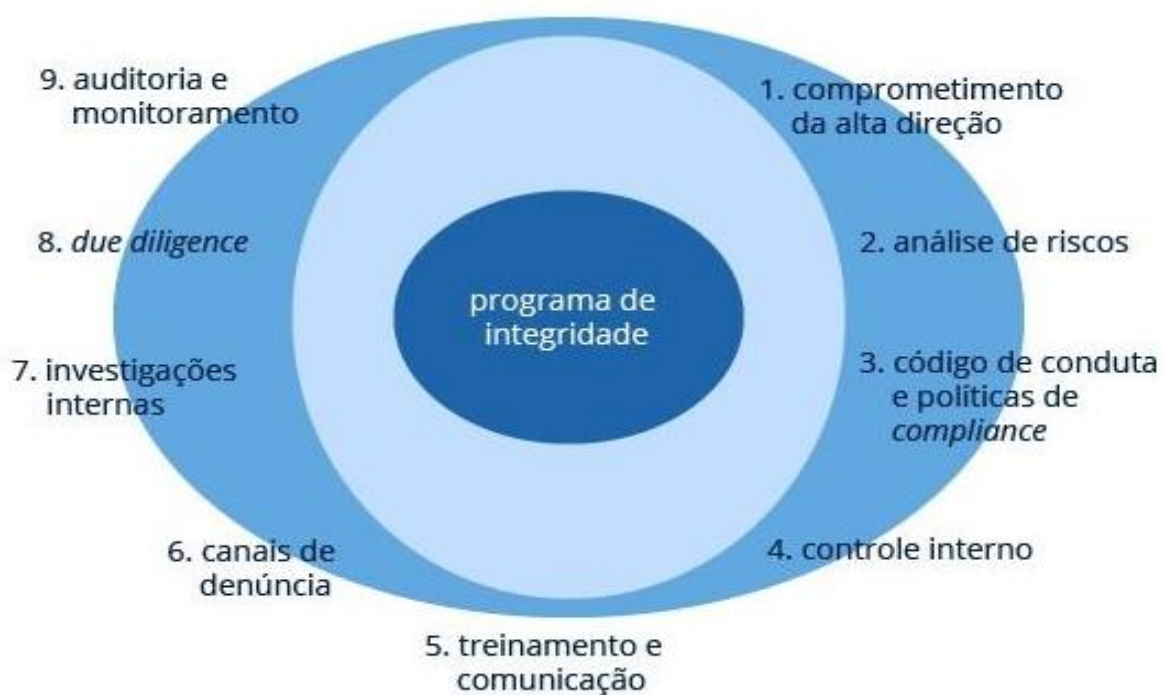 programa de
integridade
1. comprometimento
da alta direção
2. análise de riscos
3. código de conduta
e políticas de
compliance
4. controle interno
5. treinamento e
comunicação
6. canais de
denúncia
7. investigações
internas
8. due diligence
9. auditoria e
monitoramento